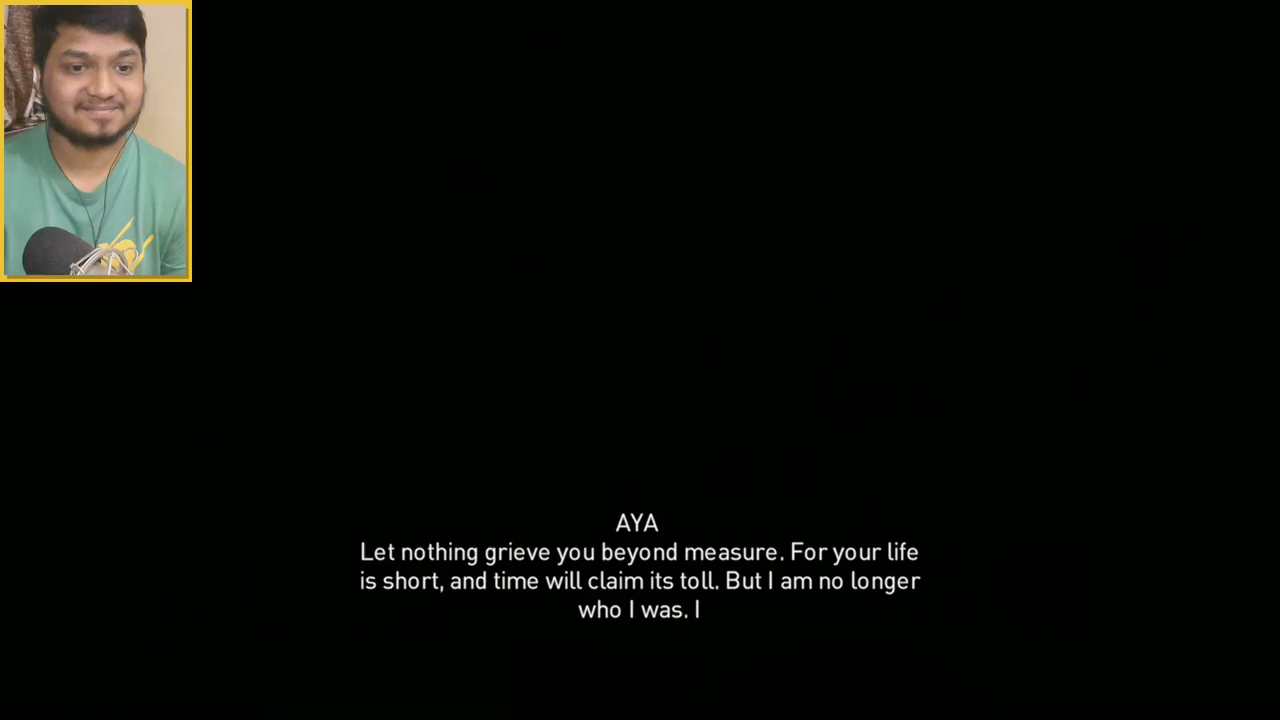 AYA
Let nothing grieve you beyond measure. For your life
is short, and time will claim its toll. But I am no longer
who I was. I